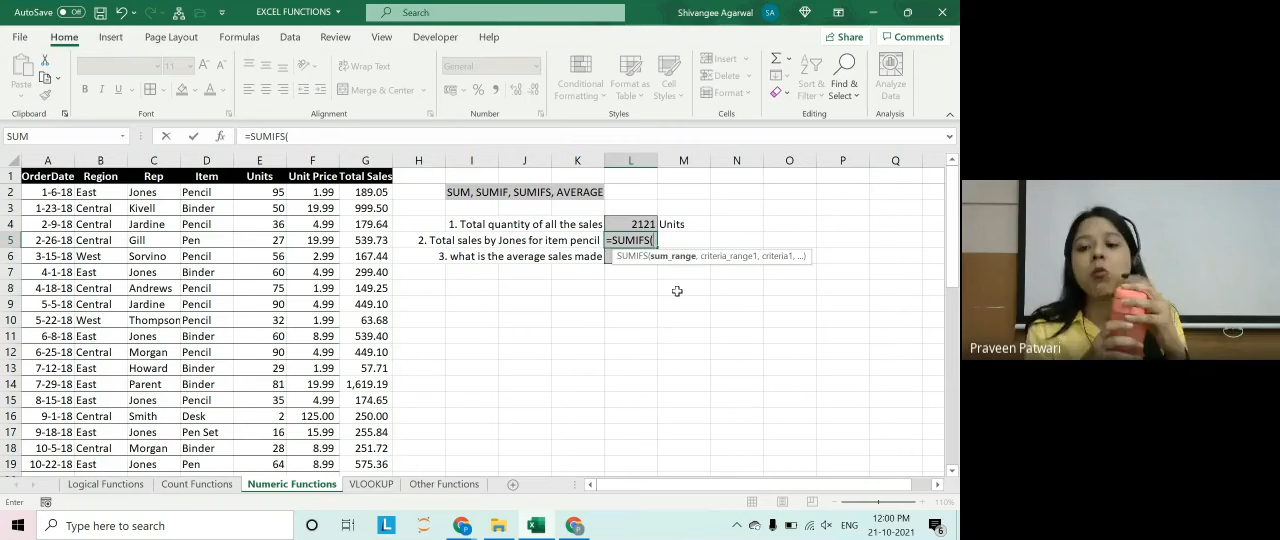 AutoSave Off EXCEL FUNCTIONS Search Shivangee Agarwal SA
File Home Insert Page Layout Formulas Data Review View Developer Help Share Comments
Paste 11 A A Wrap Text General Conditional Formatting Format as Table Cell Styles Insert Delete Format Sort & Filter Find & Select Analyze Data
B I U A Merge & Center $ % 9
Clipboard Font Alignment Number Styles Cells Editing Analysis
SUM fx =SUMIFS(
A B C D E F G H I J K L M N O P Q
1 OrderDate Region Rep Item Units Unit Price Total Sales
2 1-6-18 East Jones Pencil 95 1.99 189.05 SUM, SUMIF, SUMIFS, AVERAGE
3 1-23-18 Central Kivell Binder 50 19.99 999.50
4 2-9-18 Central Jardine Pencil 36 4.99 179.64 1. Total quantity of all the sales 2121 Units
5 2-26-18 Central Gill Pen 27 19.99 539.73 2. Total sales by Jones for item pencil =SUMIFS(
6 3-15-18 West Sorvino Pencil 56 2.99 167.44 3. what is the average sales made SUMIFS(sum_range, criteria_range1, criteria1, ...)
7 4-1-18 East Jones Binder 60 4.99 299.40
8 4-18-18 Central Andrews Pencil 75 1.99 149.25
9 5-5-18 Central Jardine Pencil 90 4.99 449.10
10 5-22-18 West Thompson Pencil 32 1.99 63.68
11 6-8-18 East Jones Binder 60 8.99 539.40
12 6-25-18 Central Morgan Pencil 90 4.99 449.10
13 7-12-18 East Howard Binder 29 1.99 57.71
14 7-29-18 East Parent Binder 81 19.99 1,619.19
15 8-15-18 East Jones Pencil 35 4.99 174.65
16 9-1-18 Central Smith Desk 2 125.00 250.00
17 9-18-18 East Jones Pen Set 16 15.99 255.84
18 10-5-18 Central Morgan Binder 28 8.99 251.72
19 10-22-18 East Jones Pen 64 8.99 575.36
Logical Functions Count Functions Numeric Functions VLOOKUP Other Functions
Enter 110%
Type here to search L ENG 12:00 PM
21-10-2021 6
Praveen Patwari